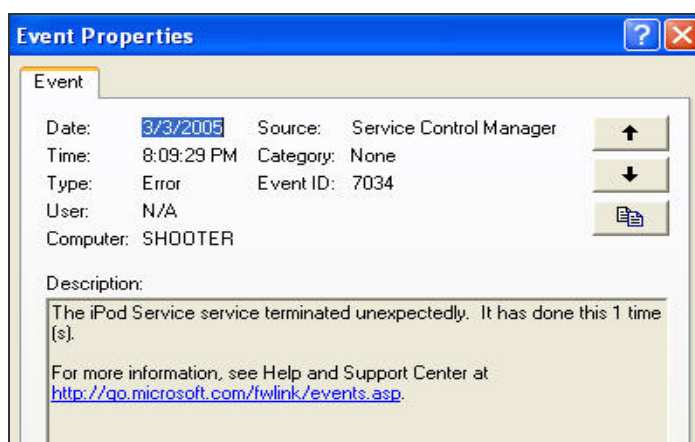 Event Properties
Event
Date: 3/3/2005 Source: Service Control Manager
Time: 8:09:29 PM Category: None
Type: Error Event ID: 7034
User: N/A
Computer: SHOOTER
Description:
The iPod Service service terminated unexpectedly. It has done this 1 time
(s).
For more information, see Help and Support Center at
http://go.microsoft.com/fwlink/events.asp.